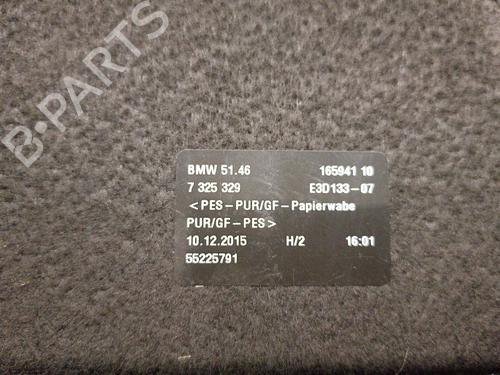 B-PARTS
BMW 51.46 165941 10
7 325 329 E3D133-07
<PES-PUR/GF-Papierwabe
PUR/GF-PES>
10.12.2015 H/2 16:01
55225791